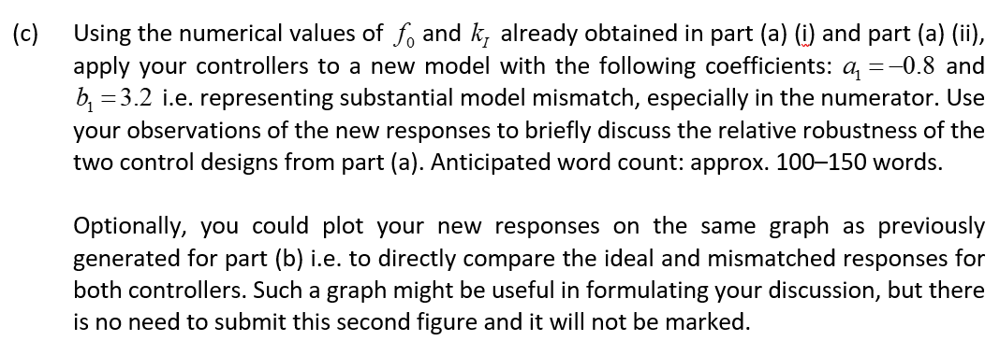 (c) Using the numerical values of f₀ and k_I already obtained in part (a) (i) and part (a) (ii),
apply your controllers to a new model with the following coefficients: a₁ = −0.8 and
b₁ = 3.2 i.e. representing substantial model mismatch, especially in the numerator. Use
your observations of the new responses to briefly discuss the relative robustness of the
two control designs from part (a). Anticipated word count: approx. 100–150 words.
Optionally, you could plot your new responses on the same graph as previously
generated for part (b) i.e. to directly compare the ideal and mismatched responses for
both controllers. Such a graph might be useful in formulating your discussion, but there
is no need to submit this second figure and it will not be marked.